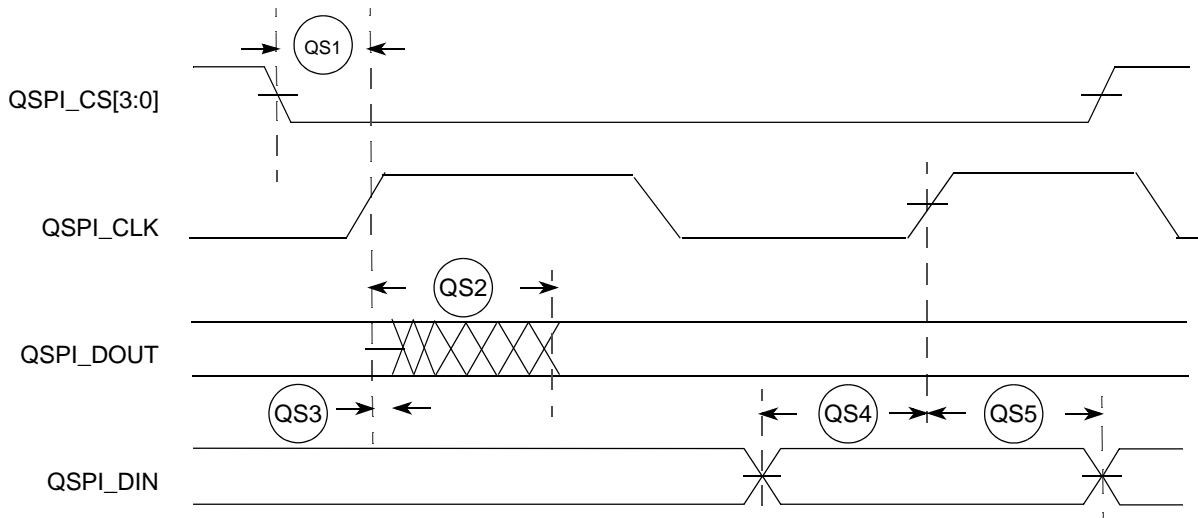 QS1
QSPI_CS[3:0]
QSPI_CLK
QS2
QSPI_DOUT
QS3
QS4
QS5
QSPI_DIN